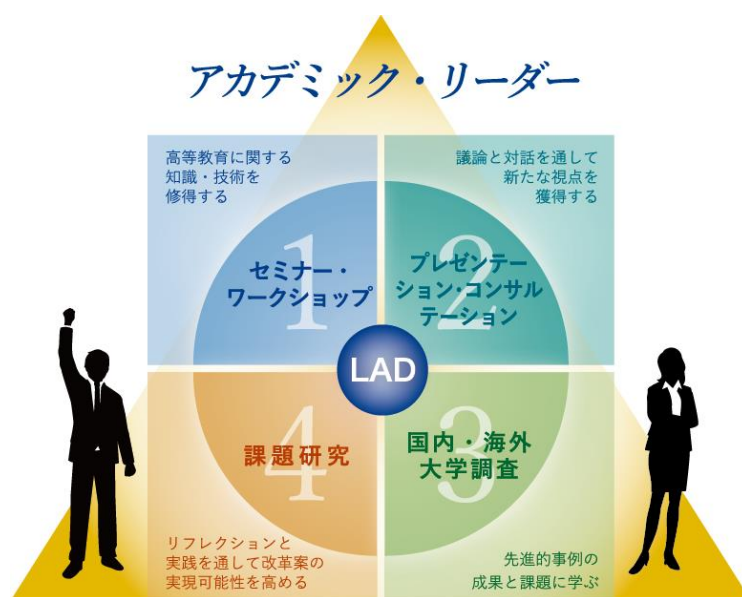 アカデミック・リーダー
高等教育に関する
知識・技術を
修得する
1
セミナー・
ワークショップ
議論と対話を通して
新たな視点を
獲得する
2
プレゼンテー
ション・コンサル
テーション
LAD
3
国内・海外
大学調査
先進的事例の
成果と課題に学ぶ
4
課題研究
リフレクションと
実践を通して改革案の
実現可能性を高める